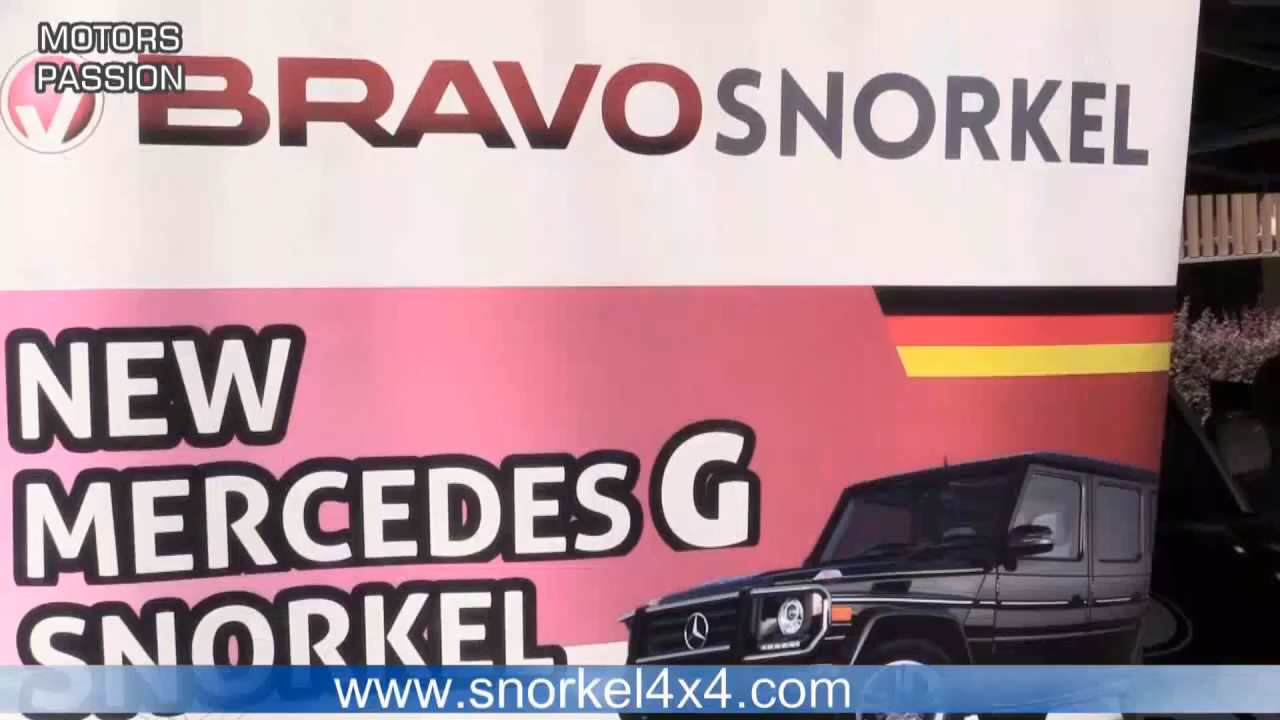 MOTORS
PASSION
BRAVO SNORKEL
NEW
MERCEDES G
SNORKEL
www.snorkel4x4.com